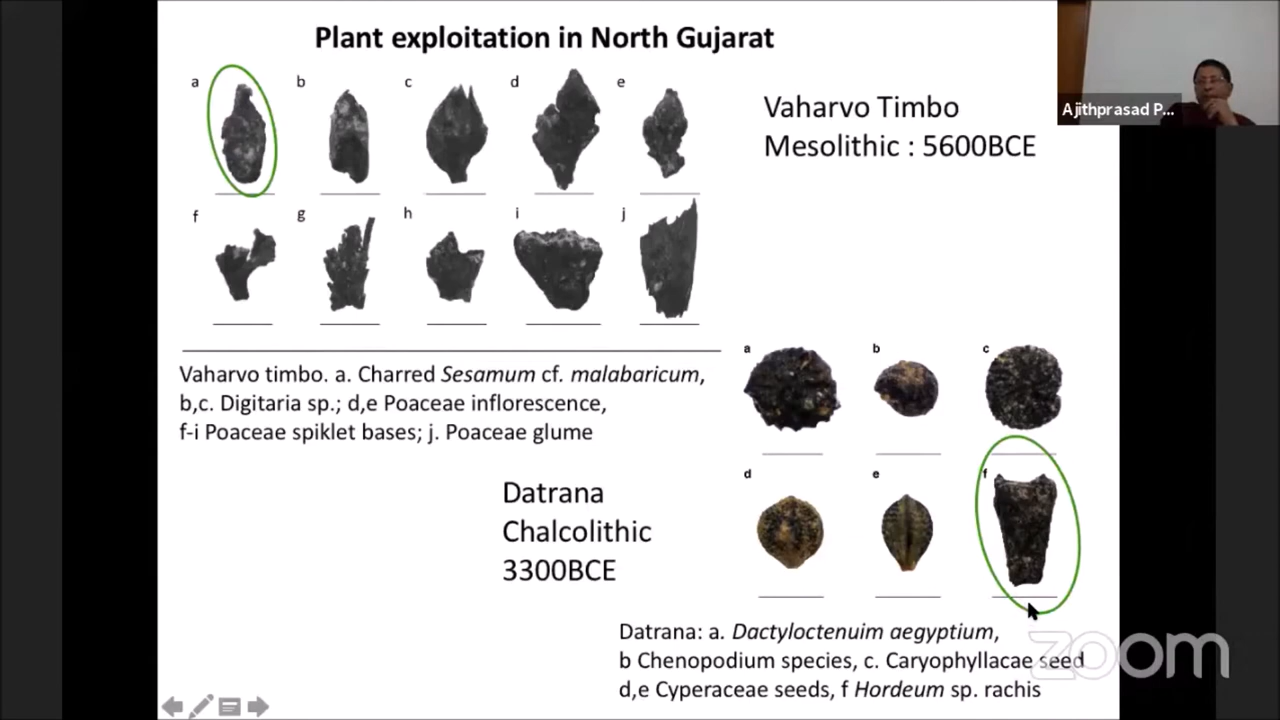 Plant exploitation in North Gujarat
a b c d e
f g h i j
Vaharvo Timbo
Mesolithic : 5600BCE
Ajithprasad P...
Vaharvo timbo. a. Charred Sesamum cf. malabaricum,
b,c. Digitaria sp.; d,e Poaceae inflorescence,
f-i Poaceae spiklet bases; j. Poaceae glume
a b c
d e f
Datrana
Chalcolithic
3300BCE
Datrana: a. Dactyloctenuim aegyptium,
b Chenopodium species, c. Caryophyllacae seed
d,e Cyperaceae seeds, f Hordeum sp. rachis
zoom